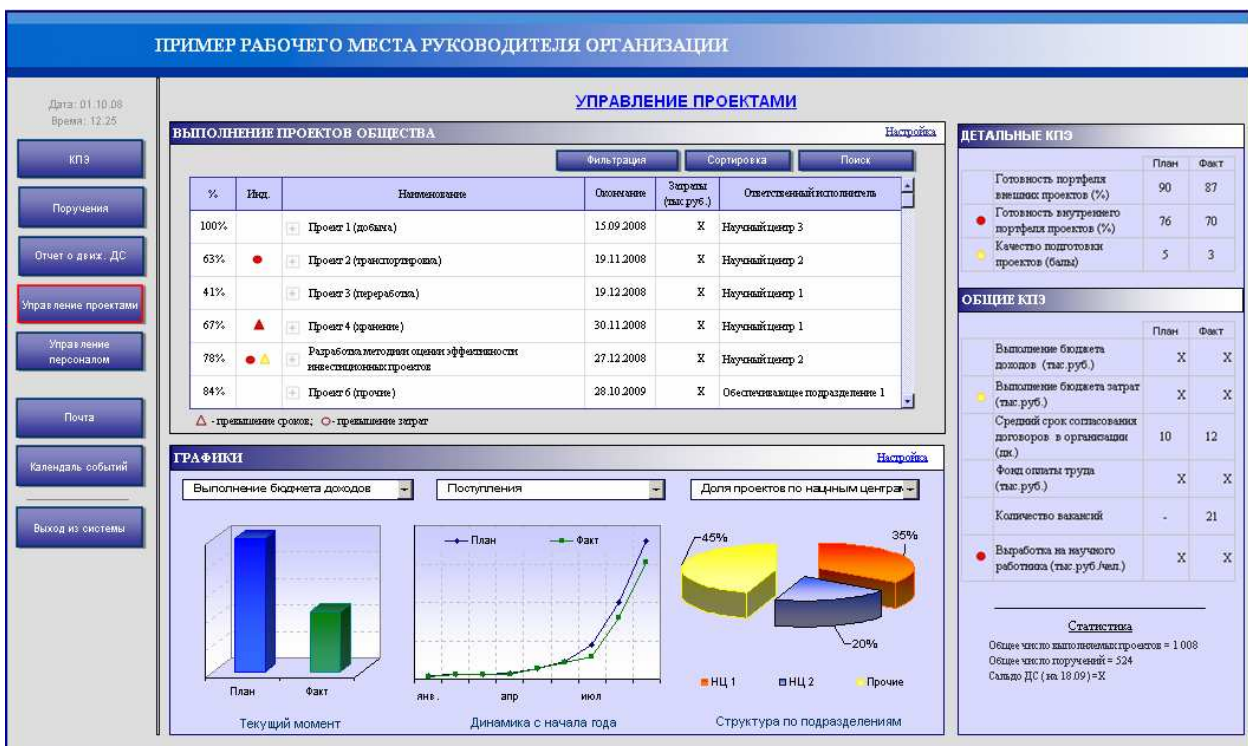 ПРИМЕР РАБОЧЕГО МЕСТА РУКОВОДИТЕЛЯ ОРГАНИЗАЦИИ
Дата: 01.10.08
Время: 12.25
КПЭ
Поручения
Отчет о движ. ДС
Управление проектами
Управление
персоналом
Почта
Календаль событий
Выход из системы
УПРАВЛЕНИЕ ПРОЕКТАМИ
ВЫПОЛНЕНИЕ ПРОЕКТОВ ОБЩЕСТВА Настройка
Фильтрация Сортировка Поиск
% Инд. Наименование Окончание Затраты (тыс.руб.) Ответственный исполнитель
100% Проект 1 (добыча) 15.09.2008 X Научный центр 3
63% Проект 2 (транспортировка) 19.11.2008 X Научный центр 2
41% Проект 3 (переработка) 19.12.2008 X Научный центр 1
67% Проект 4 (хранение) 30.11.2008 X Научный центр 1
78% Разработка методики оценки эффективности
инвестиционных проектов 27.12.2008 X Научный центр 2
84% Проект 6 (прочие) 28.10.2009 X Обеспечивающее подразделение 1
- превышение сроков; - превышение затрат
ГРАФИКИ Настройка
Выполнение бюджета доходов
Поступления
Доля проектов по нацнным центрам
План Факт
Текущий момент
План Факт
янв. апр июл
Динамика с начала года
45% 35%
20%
НЦ 1 НЦ 2 Прочие
Структура по подразделениям
ДЕТАЛЬНЫЕ КПЭ
План Факт
Готовность портфеля
внешних проектов (%) 90 87
Готовность внутреннего
портфеля проектов (%) 76 70
Качество подготовки
проектов (балы) 5 3
ОБЩИЕ КПЭ
План Факт
Выполнение бюджета
доходов (тыс.руб.) X X
Выполнение бюджета затрат
(тыс.руб.) X X
Средний срок согласования
договоров в организации
(дн.) 10 12
Фонд оплаты труда
(тыс.руб.) X X
Количество вакансий - 21
Выработка на научного
работника (тыс.руб./чел.) X X
Статистика
Общее число выполняемых проектов = 1 008
Общее число поручений = 524
Сальдо ДС (на 18.09) =X